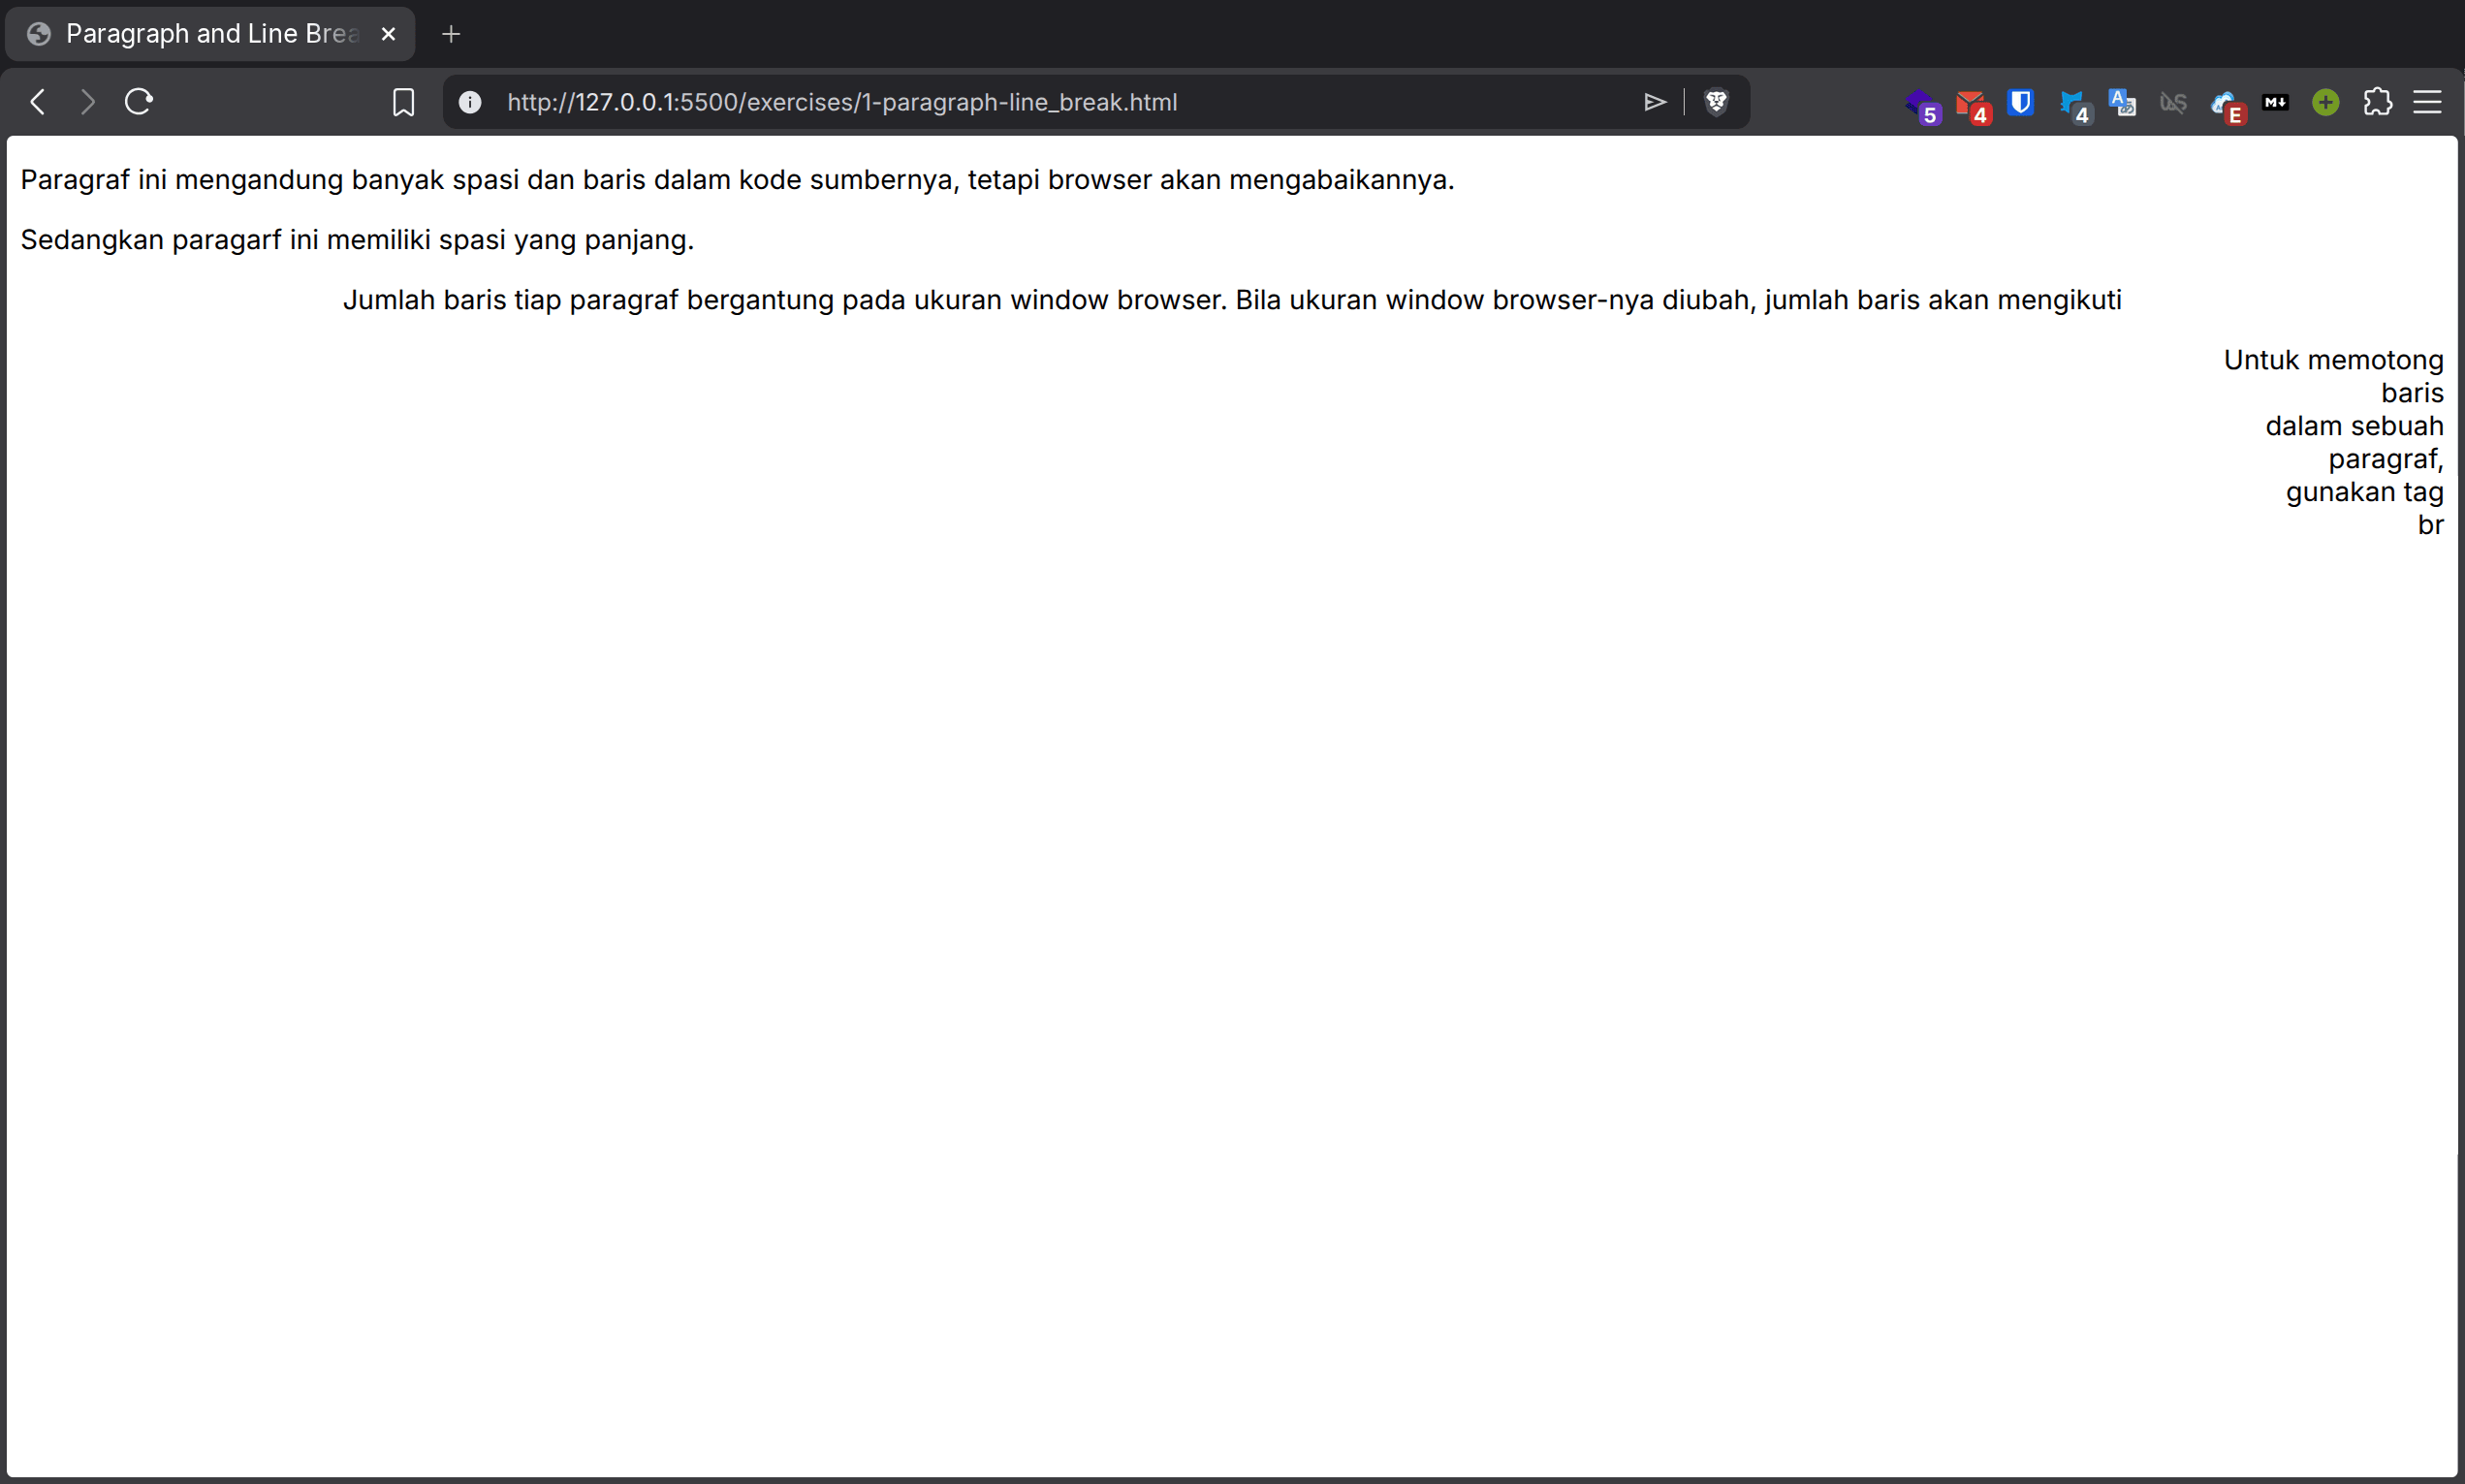 Paragraph and Line Brea
http://127.0.0.1:5500/exercises/1-paragraph-line_break.html
5
4
4
A
E
M
Paragraf ini mengandung banyak spasi dan baris dalam kode sumbernya, tetapi browser akan mengabaikannya.
Sedangkan paragarf ini memiliki spasi yang panjang.
Jumlah baris tiap paragraf bergantung pada ukuran window browser. Bila ukuran window browser-nya diubah, jumlah baris akan mengikuti
Untuk memotong
baris
dalam sebuah
paragraf,
gunakan tag
br